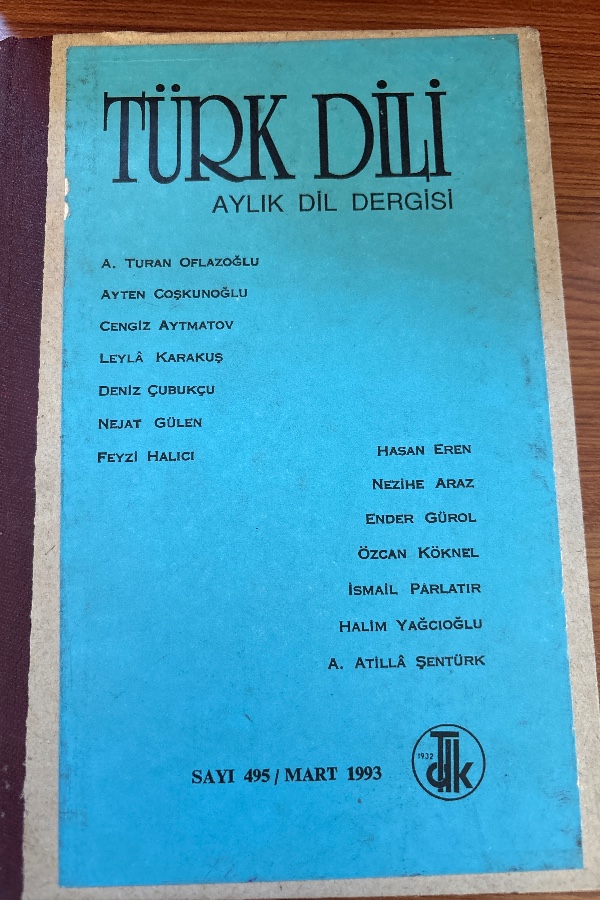 TÜRK DİLİ
AYLIK DİL DERGİSİ
A. TURAN OFLAZOĞLU
AYTEN COŞKUNOĞLU
CENGİZ AYTMATOV
LEYLÂ KARAKUŞ
DENİZ ÇUBUKÇU
NEJAT GÜLEN
FEYZİ HALICI
HASAN EREN
NEZİHE ARAZ
ENDER GÜROL
ÖZCAN KÖKNEL
İSMAİL PARLATIR
HALİM YAĞCIOĞLU
A. ATİLLÂ ŞENTÜRK
SAYI 495 / MART 1993
1932
TDK